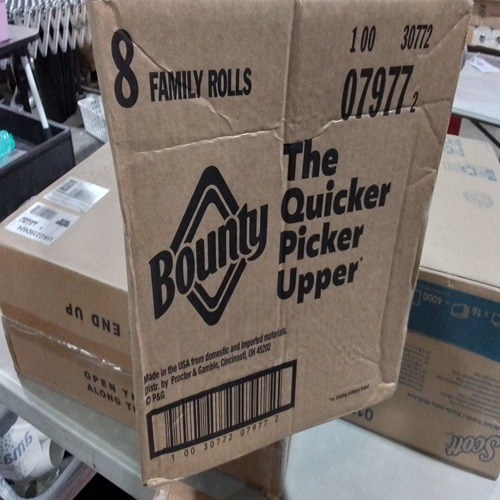 8 FAMILY ROLLS
1 00 30772
07977 2
Bounty
The
Quicker
Picker
Upper
Made in the USA from domestic and imported materials.
Distr. by Procter & Gamble, Cincinnati, OH 45202
© P&G
1 00 30772 07977 2
END UP
OPEN
ALONG
4000
x 16
Scott